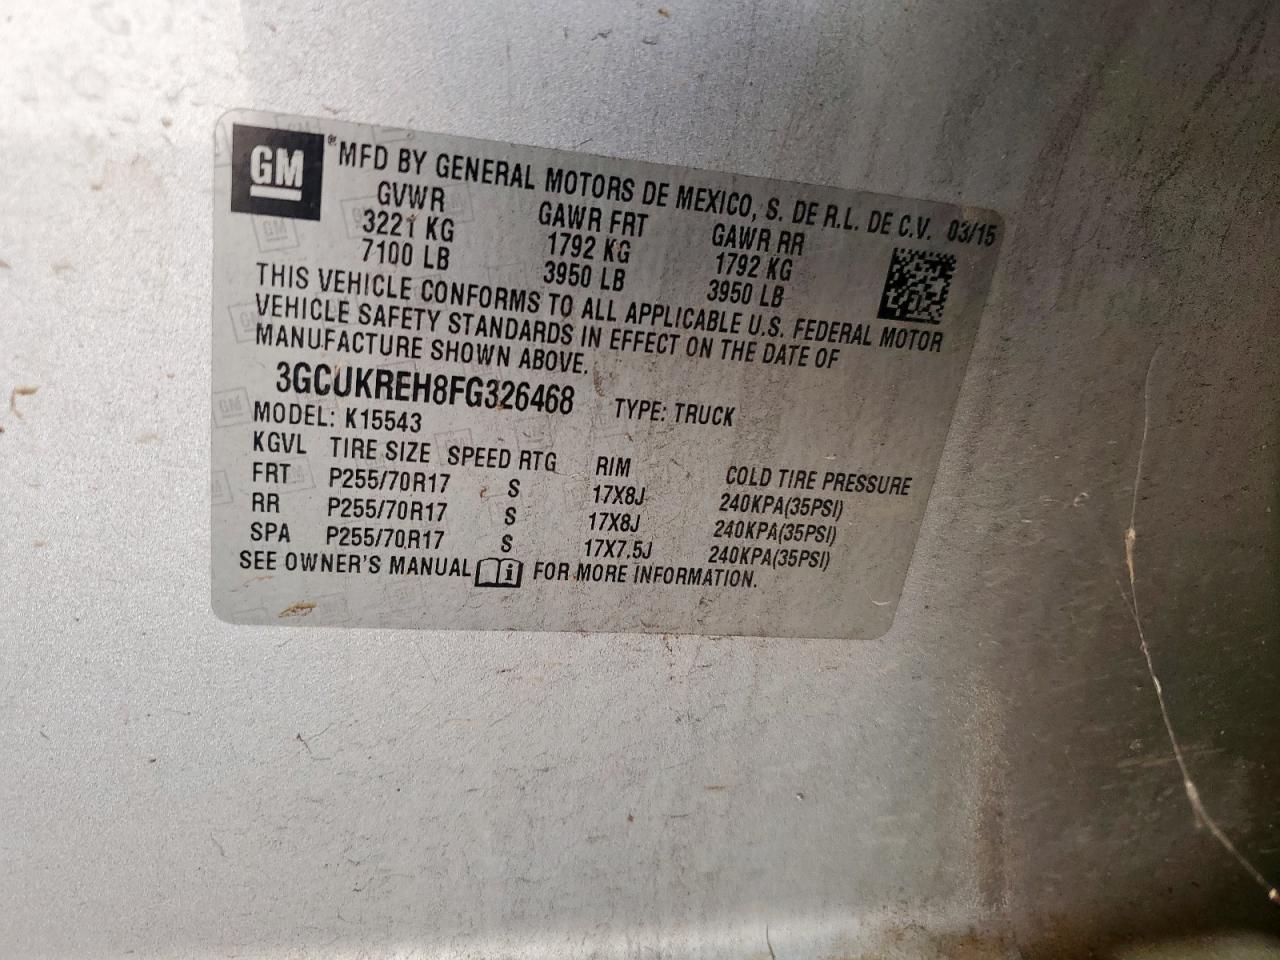 GM ® MFD BY GENERAL MOTORS DE MEXICO, S. DE R.L. DE C.V. 03/15
GVWR GAWR FRT GAWR RR
3221 KG 1792 KG 1792 KG
7100 LB 3950 LB 3950 LB
THIS VEHICLE CONFORMS TO ALL APPLICABLE U.S. FEDERAL MOTOR
VEHICLE SAFETY STANDARDS IN EFFECT ON THE DATE OF
MANUFACTURE SHOWN ABOVE.
3GCUKREH8FG326468 TYPE: TRUCK
MODEL: K15543
KGVL TIRE SIZE SPEED RTG RIM COLD TIRE PRESSURE
FRT P255/70R17 S 17X8J 240KPA(35PSI)
RR P255/70R17 S 17X8J 240KPA(35PSI)
SPA P255/70R17 S 17X7.5J 240KPA(35PSI)
SEE OWNER'S MANUAL i FOR MORE INFORMATION.